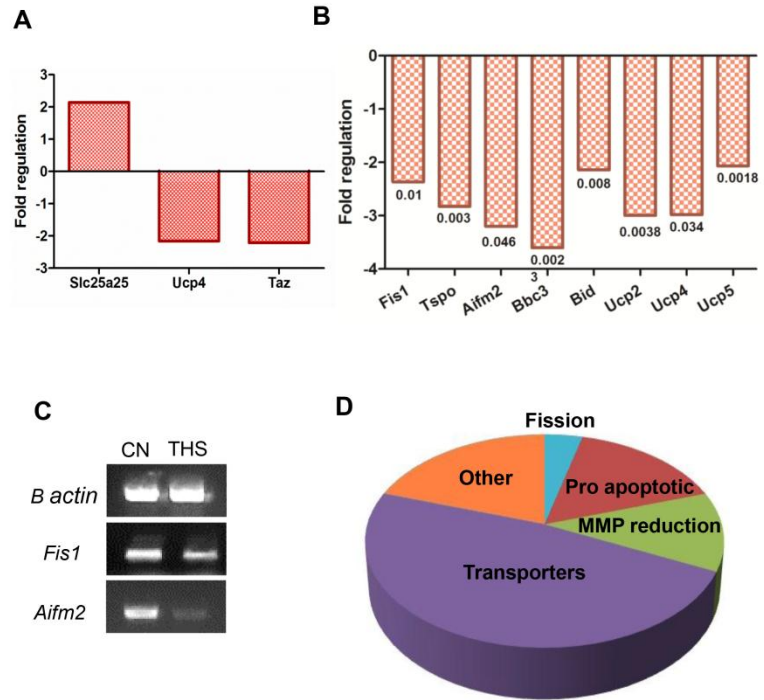 A
Fold regulation
3
2
1
0
-1
-2
-3
Slc25a25 Ucp4 Taz
B
Fold regulation
0
-1
-2
-3
-4
0.01 0.003 0.046 0.002 0.008 0.0038 0.034 0.0018
3
Fis1 Tspo Aifm2 Bbc3 Bid Ucp2 Ucp4 Ucp5
C
CN THS
B actin
Fis1
Aifm2
D
Fission
Other
Pro apoptotic
MMP reduction
Transporters